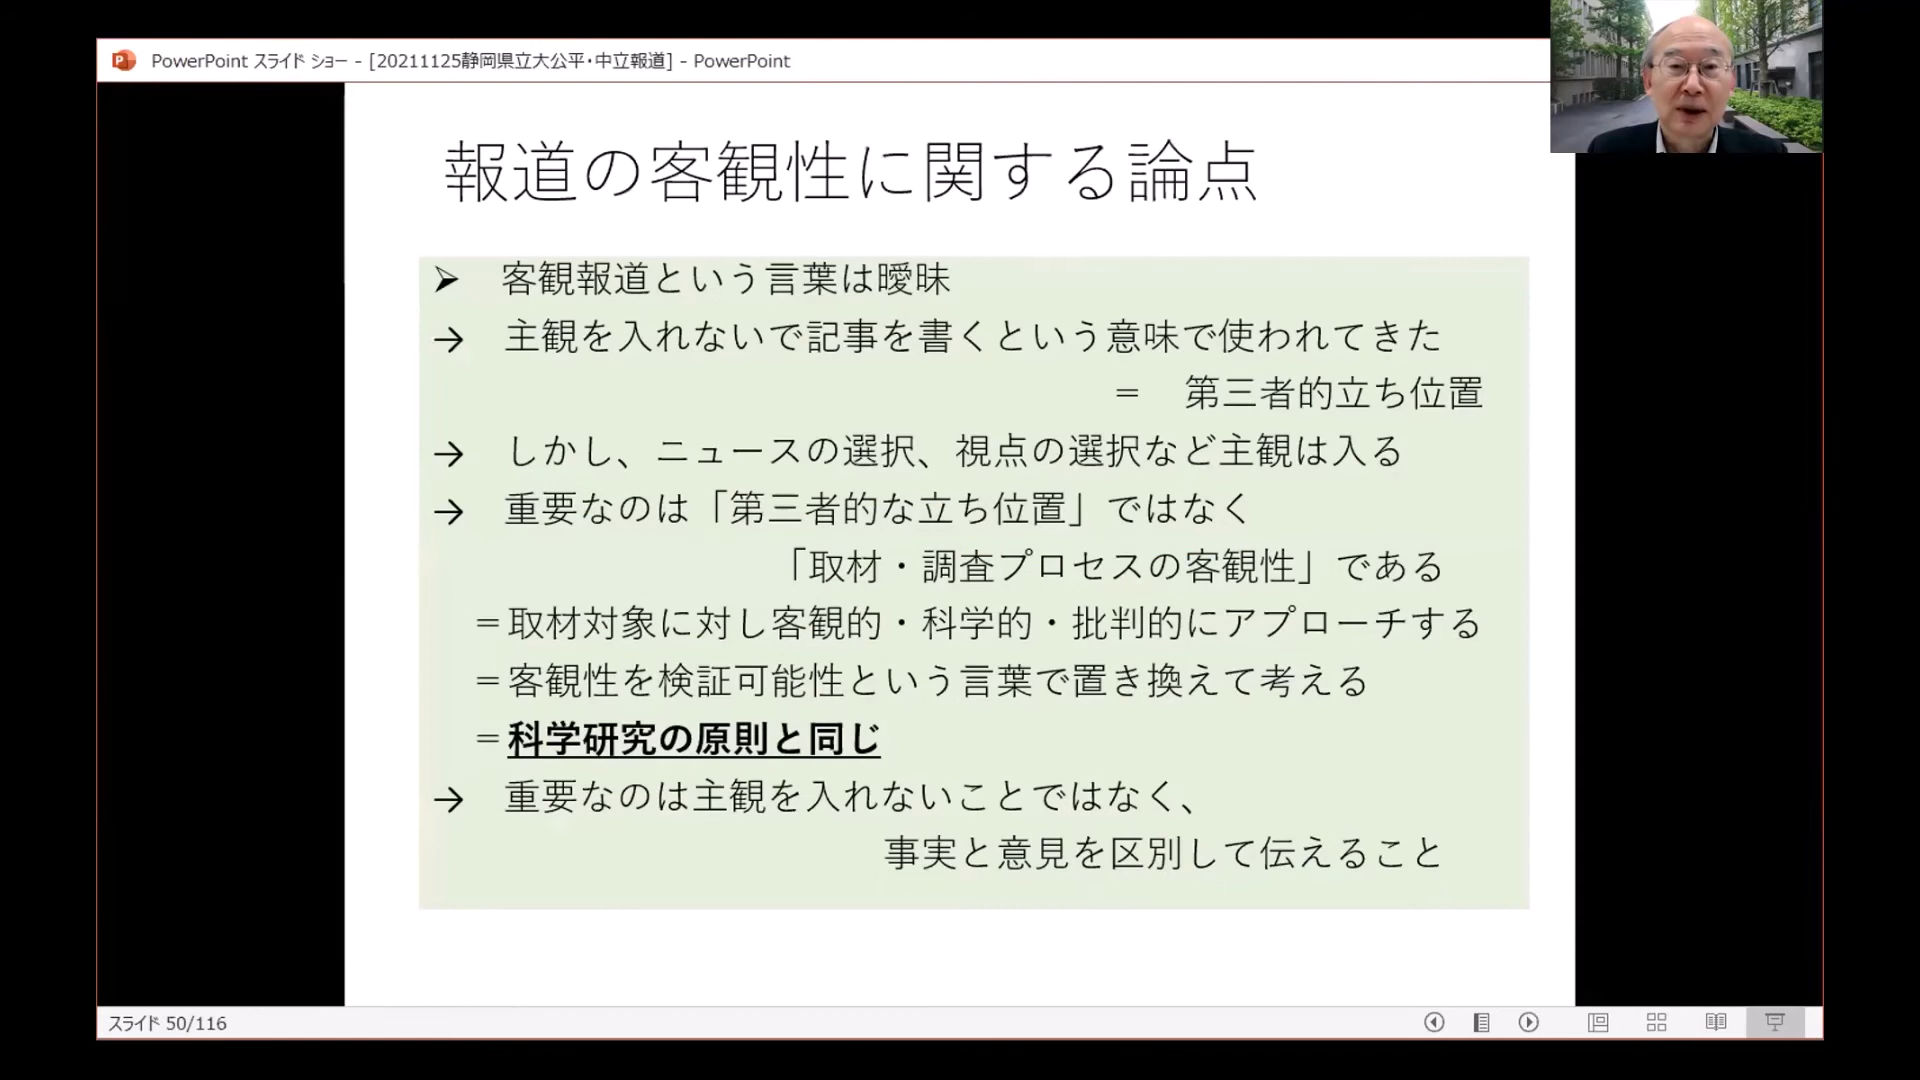 PowerPoint スライド ショー - [20211125静岡県立大公平・中立報道] - PowerPoint
報道の客観性に関する論点
➢ 客観報道という言葉は曖昧
→ 主観を入れないで記事を書くという意味で使われてきた
＝ 第三者的立ち位置
→ しかし、ニュースの選択、視点の選択など主観は入る
→ 重要なのは「第三者的な立ち位置」ではなく
「取材・調査プロセスの客観性」である
＝取材対象に対し客観的・科学的・批判的にアプローチする
＝客観性を検証可能性という言葉で置き換えて考える
＝科学研究の原則と同じ
→ 重要なのは主観を入れないことではなく、
事実と意見を区別して伝えること
スライド 50/116